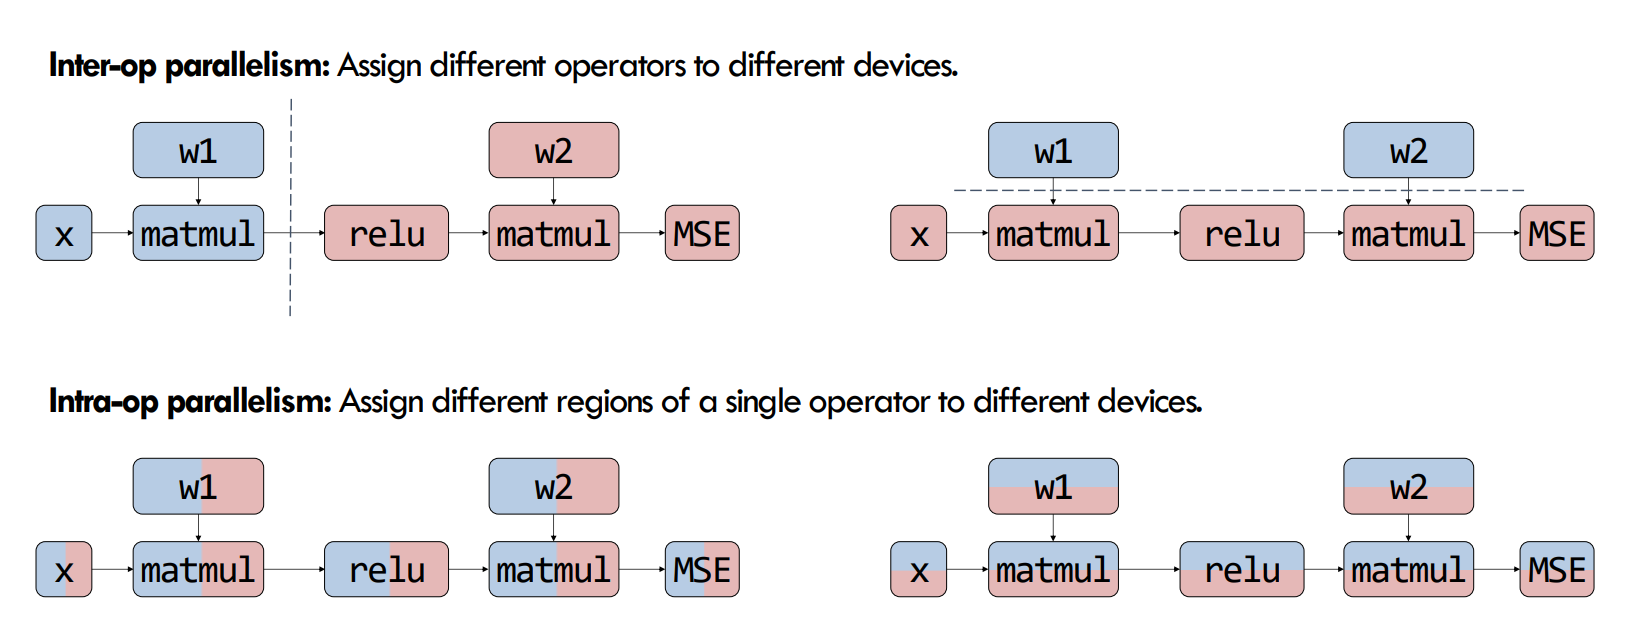 Inter-op parallelism: Assign different operators to different devices.
w1 w2 w1 w2
x matmul relu matmul MSE x matmul relu matmul MSE
Intra-op parallelism: Assign different regions of a single operator to different devices.
w1 w2 w1 w2
x matmul relu matmul MSE x matmul relu matmul MSE